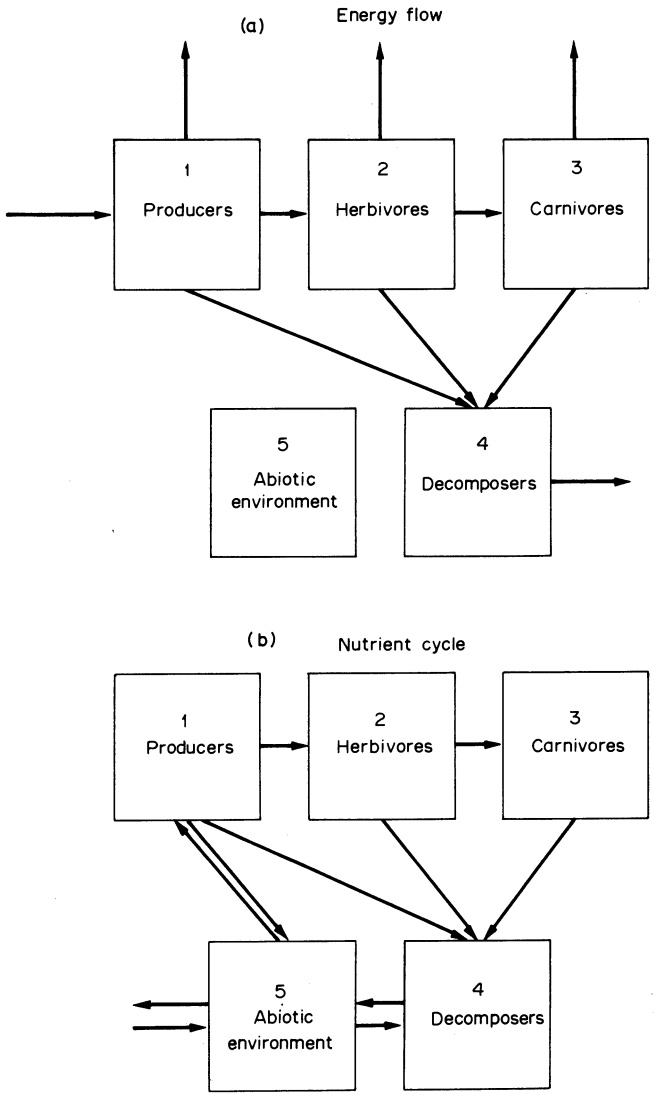 (a)
Energy flow
1
Producers
2
Herbivores
3
Carnivores
5
Abiotic
environment
4
Decomposers
(b)
Nutrient cycle
1
Producers
2
Herbivores
3
Carnivores
5
Abiotic
environment
4
Decomposers